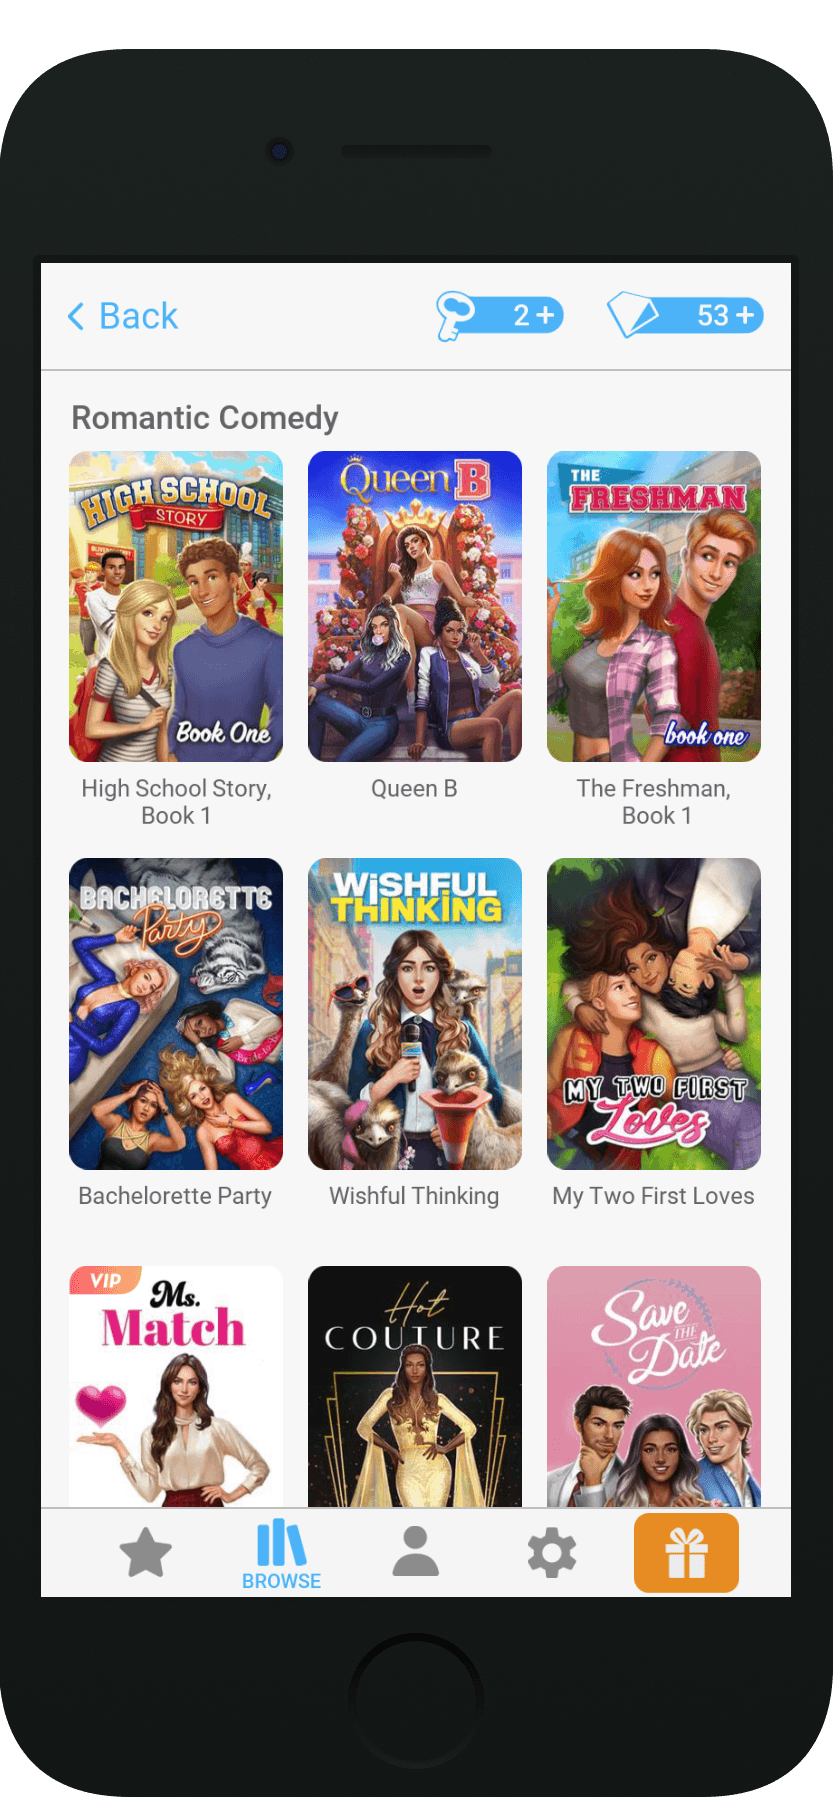 Back
2 +
53 +
Romantic Comedy
HIGH SCHOOL
STORY
Book One
Queen B
THE
FRESHMAN
book one
High School Story,
Book 1
Queen B
The Freshman,
Book 1
BACHELORETTE
Party
WiSHFUL
THINKING
MY TWO FIRST
Loves
Bachelorette Party
Wishful Thinking
My Two First Loves
VIP
Ms.
Match
Hot
COUTURE
Save
THE
Date
BROWSE